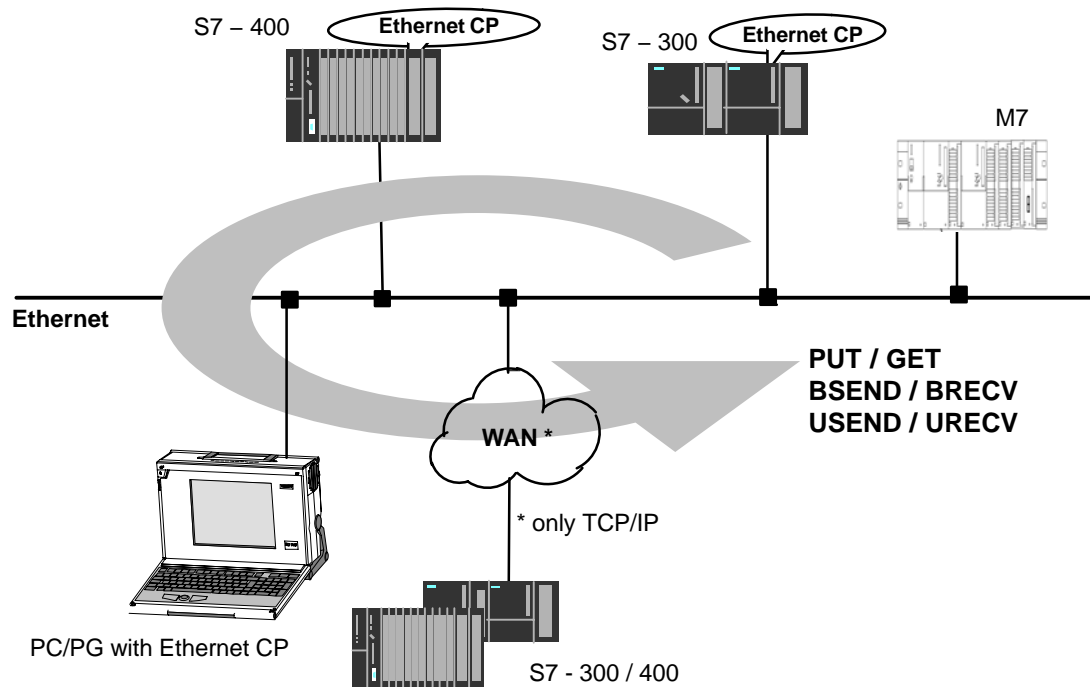 S7 – 400
Ethernet CP
S7 – 300
Ethernet CP
M7
Ethernet
PUT / GET
BSEND / BRECV
USEND / URECV
WAN *
* only TCP/IP
PC/PG with Ethernet CP
S7 - 300 / 400